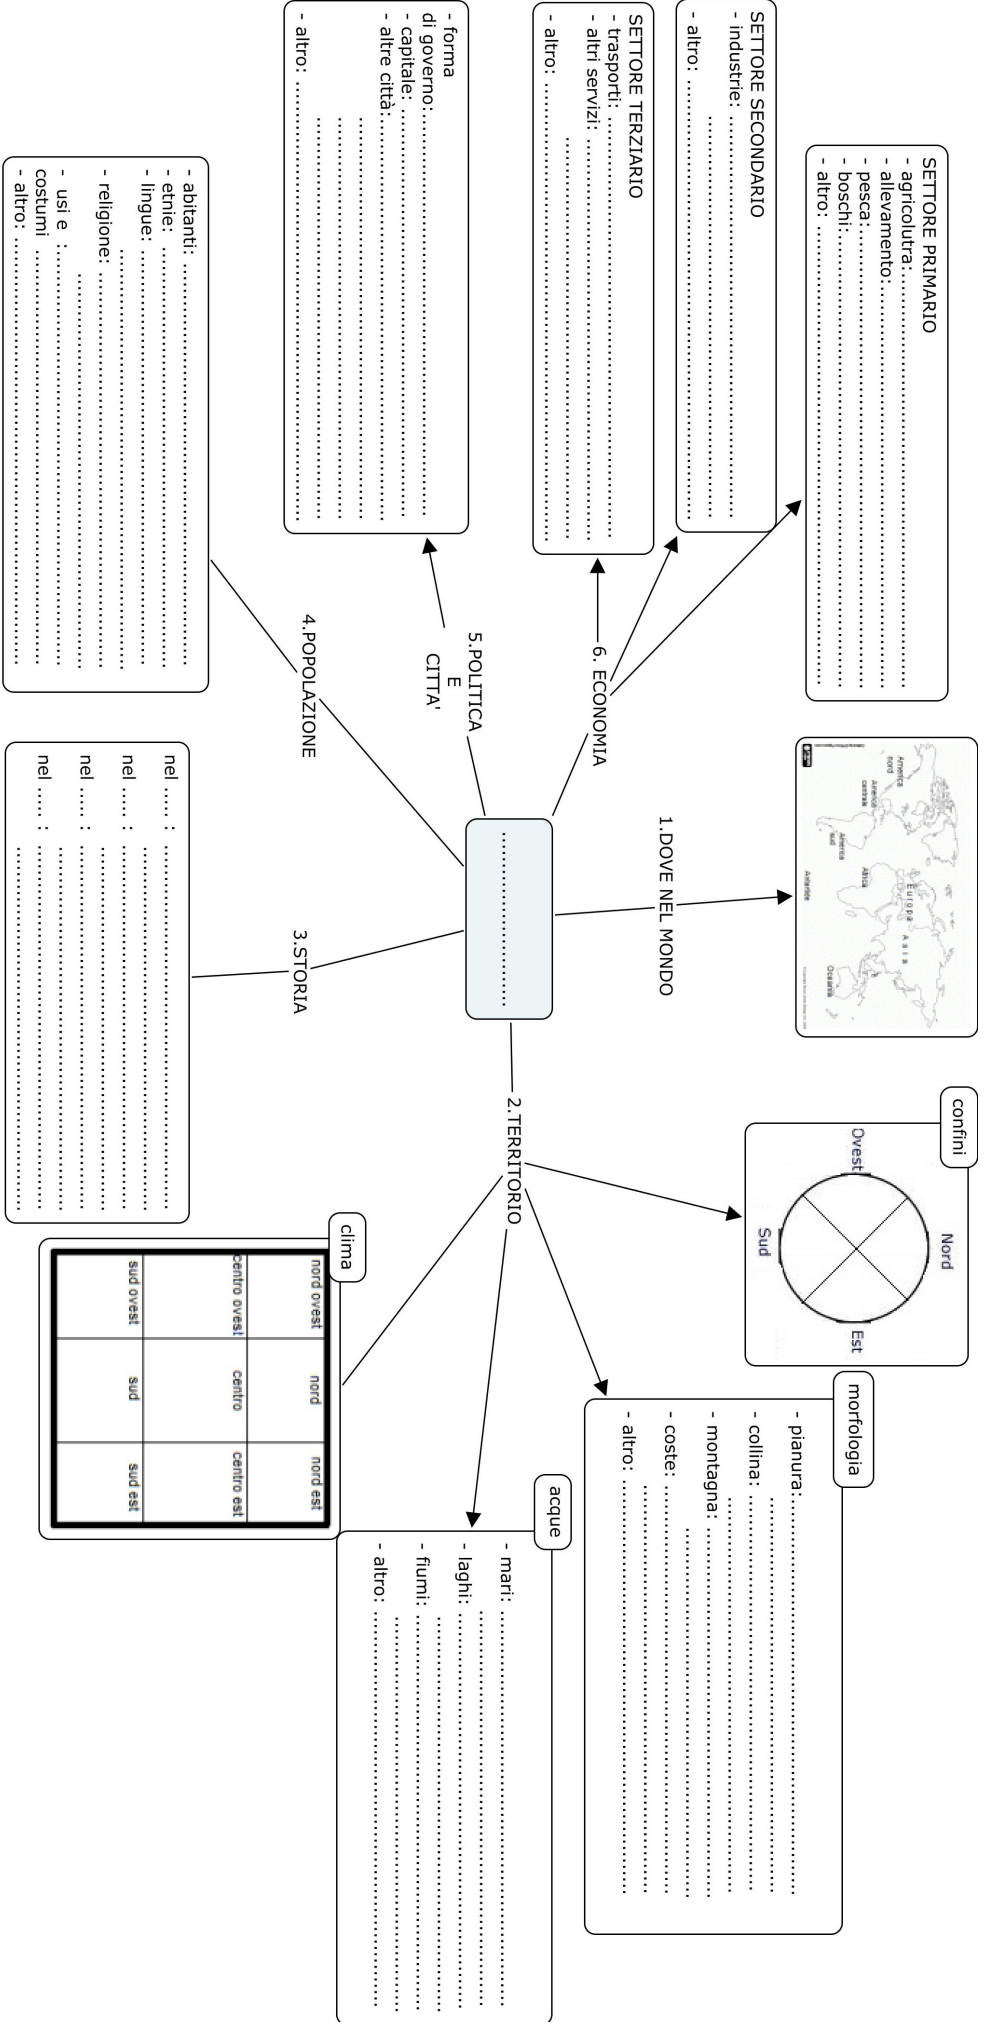 SETTORE PRIMARIO
- agricolutra: ........................
- allevamento: ........................
- pesca: ........................
- boschi: ........................
- altro: ........................
SETTORE SECONDARIO
- industrie: ........................
........................
- altro: ........................
SETTORE TERZIARIO
- trasporti: ........................
- altri servizi: ........................
........................
- altro: ........................
- forma
di governo: ........................
- capitale: ........................
- altre città: ........................
........................
........................
........................
- altro: ........................
- abitanti: ........................
- etnie: ........................
- lingue: ........................
........................
- religione: ........................
........................
- usi e : ........................
costumi ........................
- altro: ........................
6. ECONOMIA
5.POLITICA
E
CITTA'
4.POPOLAZIONE
1.DOVE NEL MONDO
America
nord
America
centrale
America
sud
Africa
Europa
Asia
Oceania
Antartide
........................
3.STORIA
nel ..... : ........................
........................
nel ..... : ........................
........................
nel ..... : ........................
........................
nel ..... : ........................
........................
2.TERRITORIO
confini
Nord
Ovest
Est
Sud
morfologia
- pianura: ........................
........................
- collina: ........................
........................
- montagna: ........................
........................
- coste: ........................
........................
- altro: ........................
acque
- mari: ........................
........................
- laghi: ........................
........................
- fiumi: ........................
........................
- altro: ........................
clima
nord ovest
nord
nord est
centro ovest
centro
centro est
sud ovest
sud
sud est